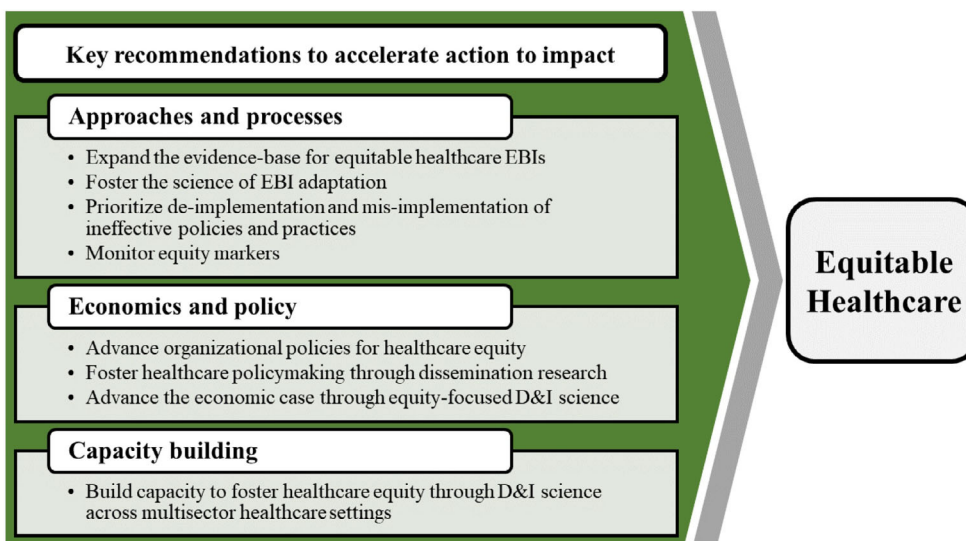 Key recommendations to accelerate action to impact
Approaches and processes
• Expand the evidence-base for equitable healthcare EBIs
• Foster the science of EBI adaptation
• Prioritize de-implementation and mis-implementation of
ineffective policies and practices
• Monitor equity markers
Economics and policy
• Advance organizational policies for healthcare equity
• Foster healthcare policymaking through dissemination research
• Advance the economic case through equity-focused D&I science
Capacity building
• Build capacity to foster healthcare equity through D&I science
across multisector healthcare settings
Equitable
Healthcare